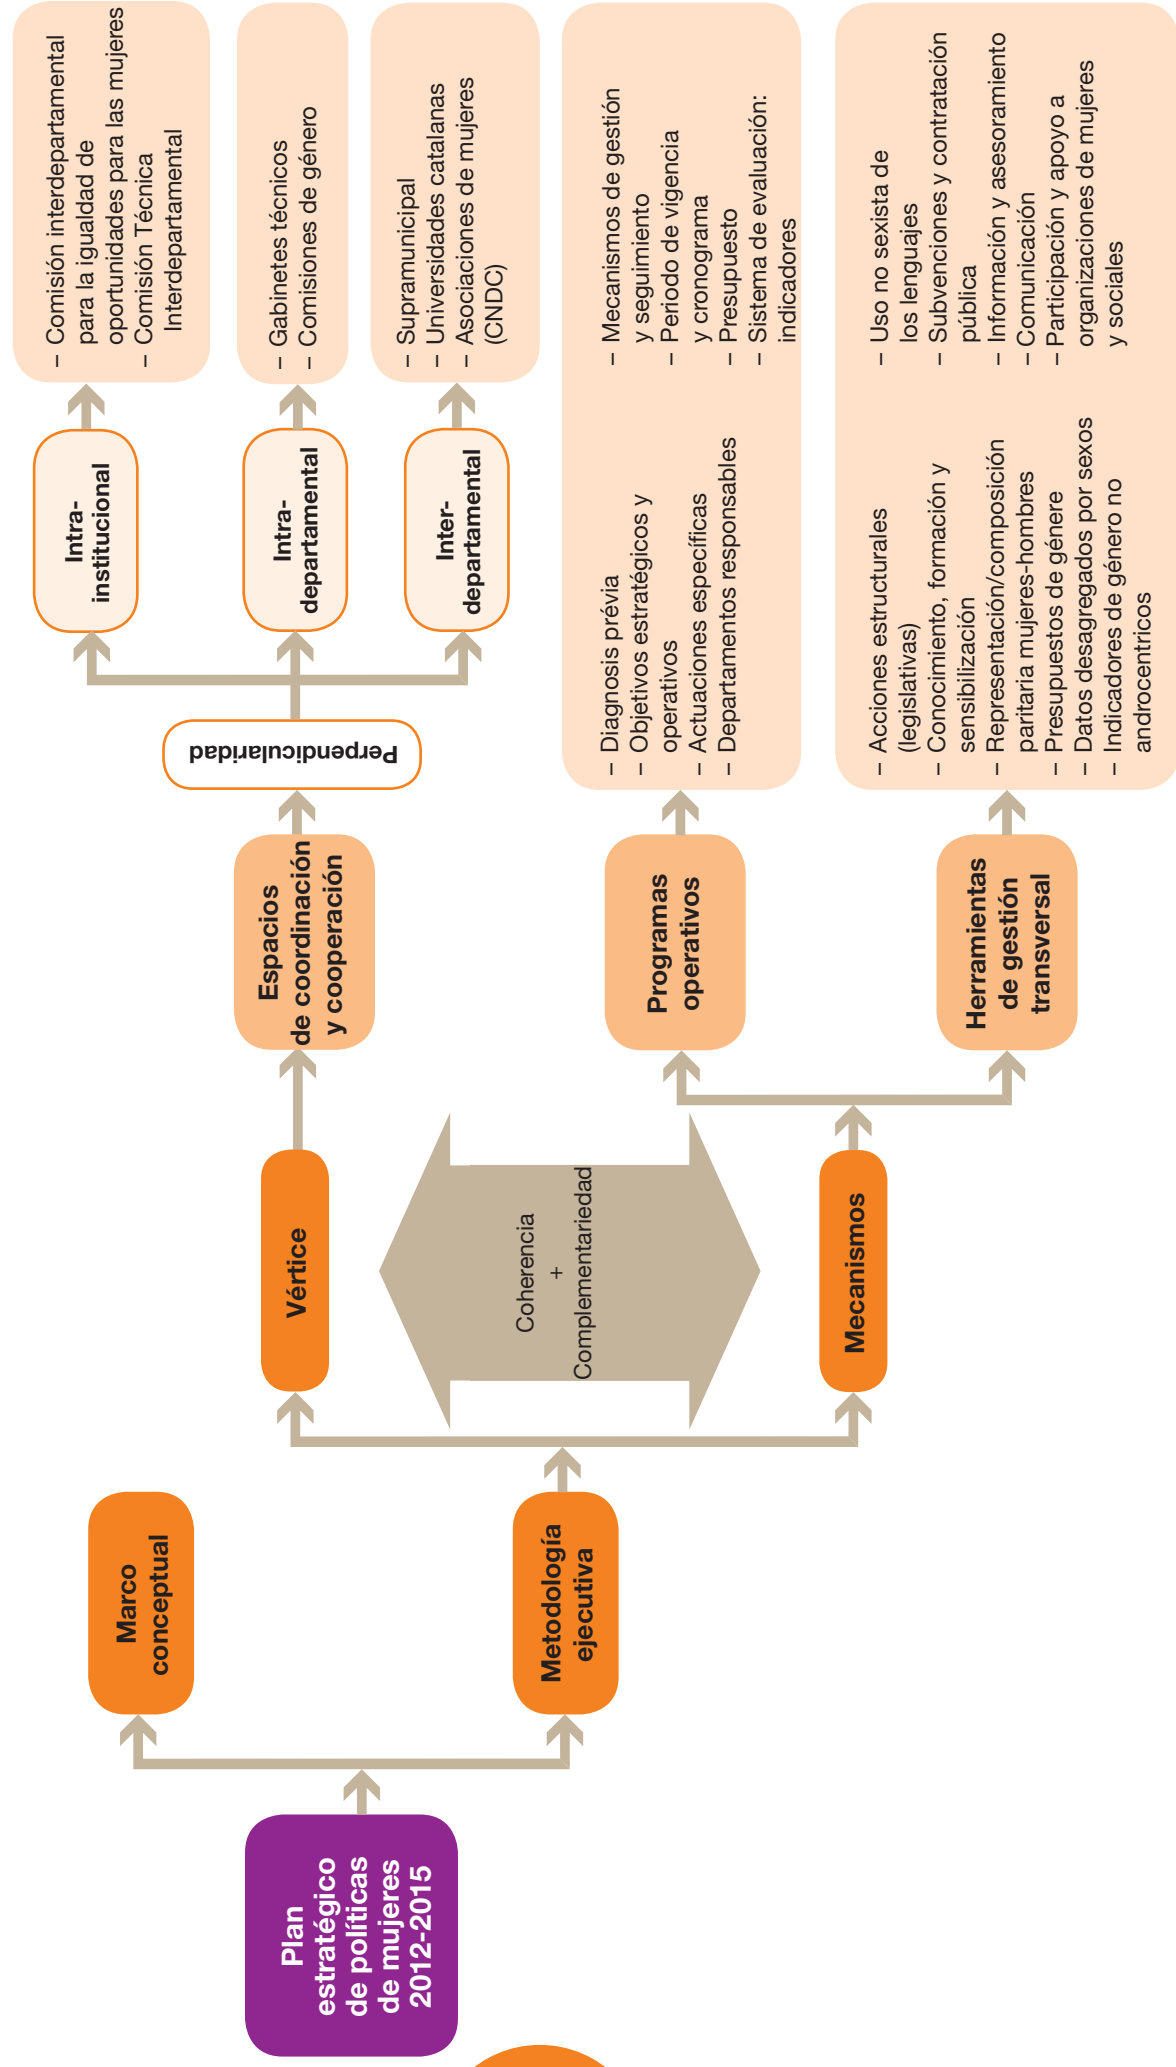 Plan
estratégico
de políticas
de mujeres
2012-2015
Marco
conceptual
Metodología
ejecutiva
Vértice
Coherencia
+
Complementariedad
Mecanismos
Espacios
de coordinación
y cooperación
Programas
operativos
Herramientas
de gestión
transversal
Perpendicularidad
Intra-
institucional
Intra-
departamental
Inter-
departamental
– Comisión interdepartamental
para la igualdad de
oportunidades para las mujeres
– Comisión Técnica
Interdepartamental
– Gabinetes técnicos
– Comisiones de género
– Supramunicipal
– Universidades catalanas
– Asociaciones de mujeres
(CNDC)
– Diagnosis prévia
– Objetivos estratégicos y
operativos
– Actuaciones específicas
– Departamentos responsables
– Mecanismos de gestión
y seguimiento
– Periodo de vigencia
y cronograma
– Presupuesto
– Sistema de evaluación:
indicadores
– Acciones estructurales
(legislativas)
– Conocimiento, formación y
sensibilización
– Representación/composición
paritaria mujeres-hombres
– Presupuestos de génere
– Datos desagregados por sexos
– Indicadores de género no
androcentricos
– Uso no sexista de
los lenguajes
– Subvenciones y contratación
pública
– Información y asesoramiento
– Comunicación
– Participación y apoyo a
organizaciones de mujeres
y sociales